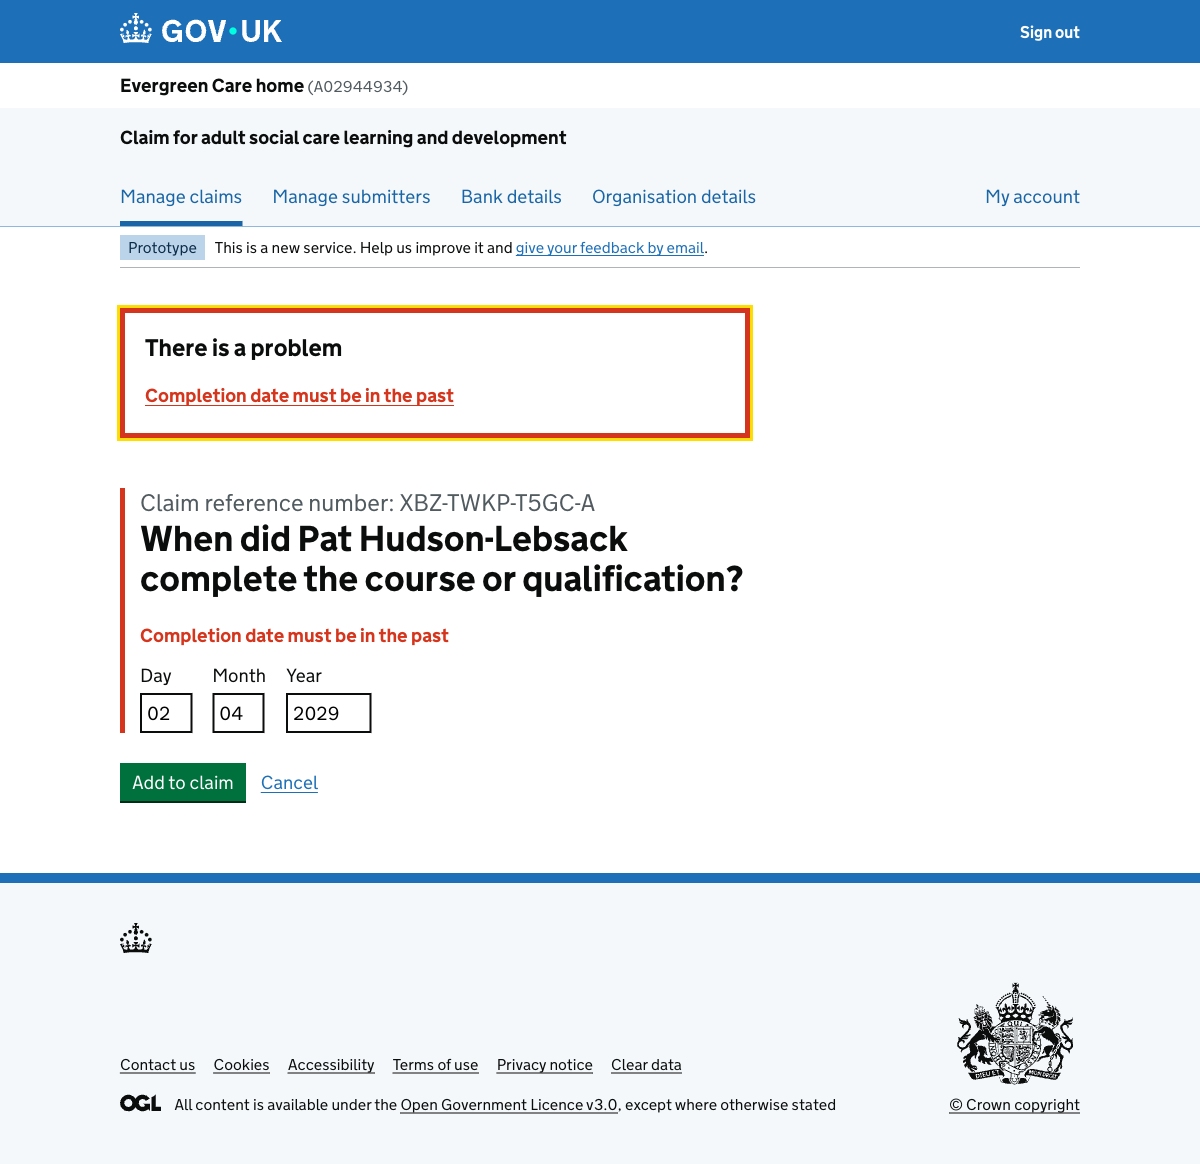 GOV·UK
Sign out
Evergreen Care home (A02944934)
Claim for adult social care learning and development
Manage claims Manage submitters Bank details Organisation details My account
Prototype This is a new service. Help us improve it and give your feedback by email.
There is a problem
Completion date must be in the past
Claim reference number: XBZ-TWKP-T5GC-A
When did Pat Hudson-Lebsack
complete the course or qualification?
Completion date must be in the past
Day Month Year
02 04 2029
Add to claim Cancel
Contact us Cookies Accessibility Terms of use Privacy notice Clear data
OGL All content is available under the Open Government Licence v3.0, except where otherwise stated
© Crown copyright